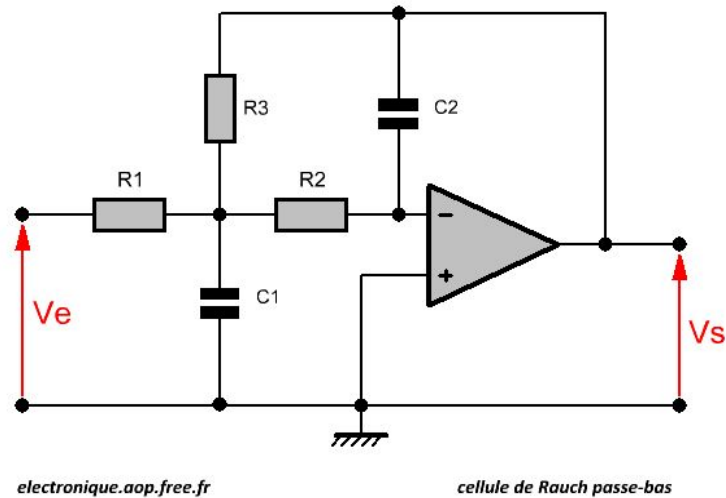 R3
C2
R1
R2
−
+
C1
Ve
Vs
electronique.aop.free.fr
cellule de Rauch passe-bas